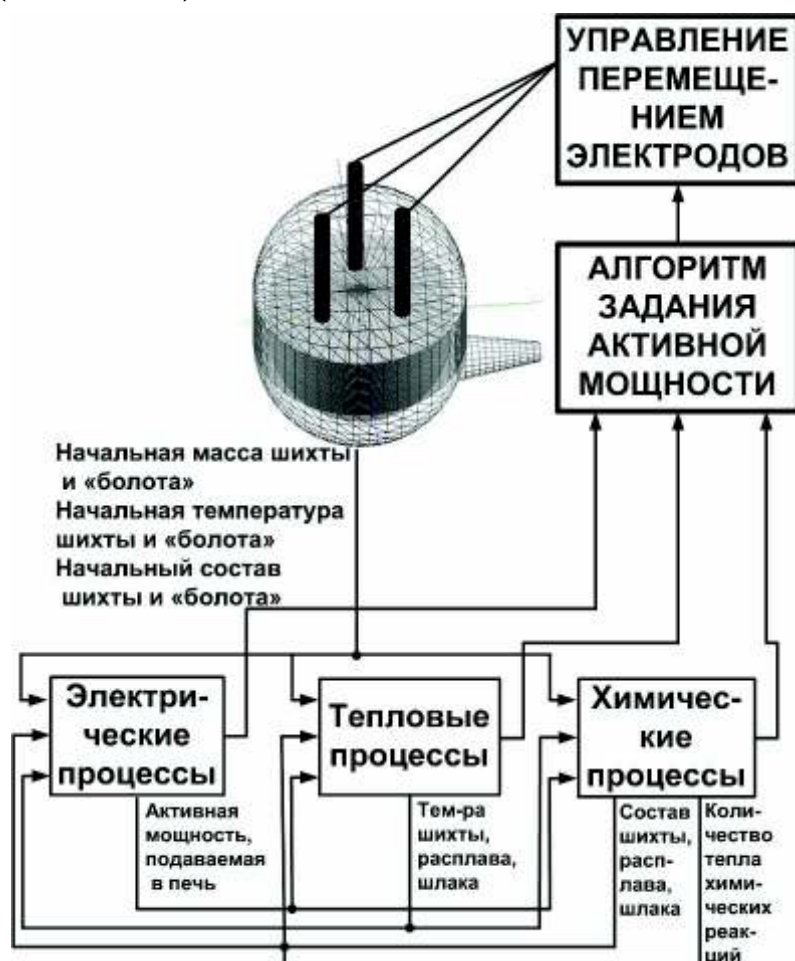 УПРАВЛЕНИЕ
ПЕРЕМЕЩЕ-
НИЕМ
ЭЛЕКТРОДОВ
АЛГОРИТМ
ЗАДАНИЯ
АКТИВНОЙ
МОЩНОСТИ
Начальная масса шихты
и «болота»
Начальная температура
шихты и «болота»
Начальный состав
шихты и «болота»
Электри-
ческие
процессы
Тепловые
процессы
Химичес-
кие
процессы
Активная
мощность,
подаваемая
в печь
Тем-ра
шихты,
расплава,
шлака
Состав
шихты,
расп-
лава,
шлака
Коли-
чество
тепла
хими-
ческих
реак-
ций